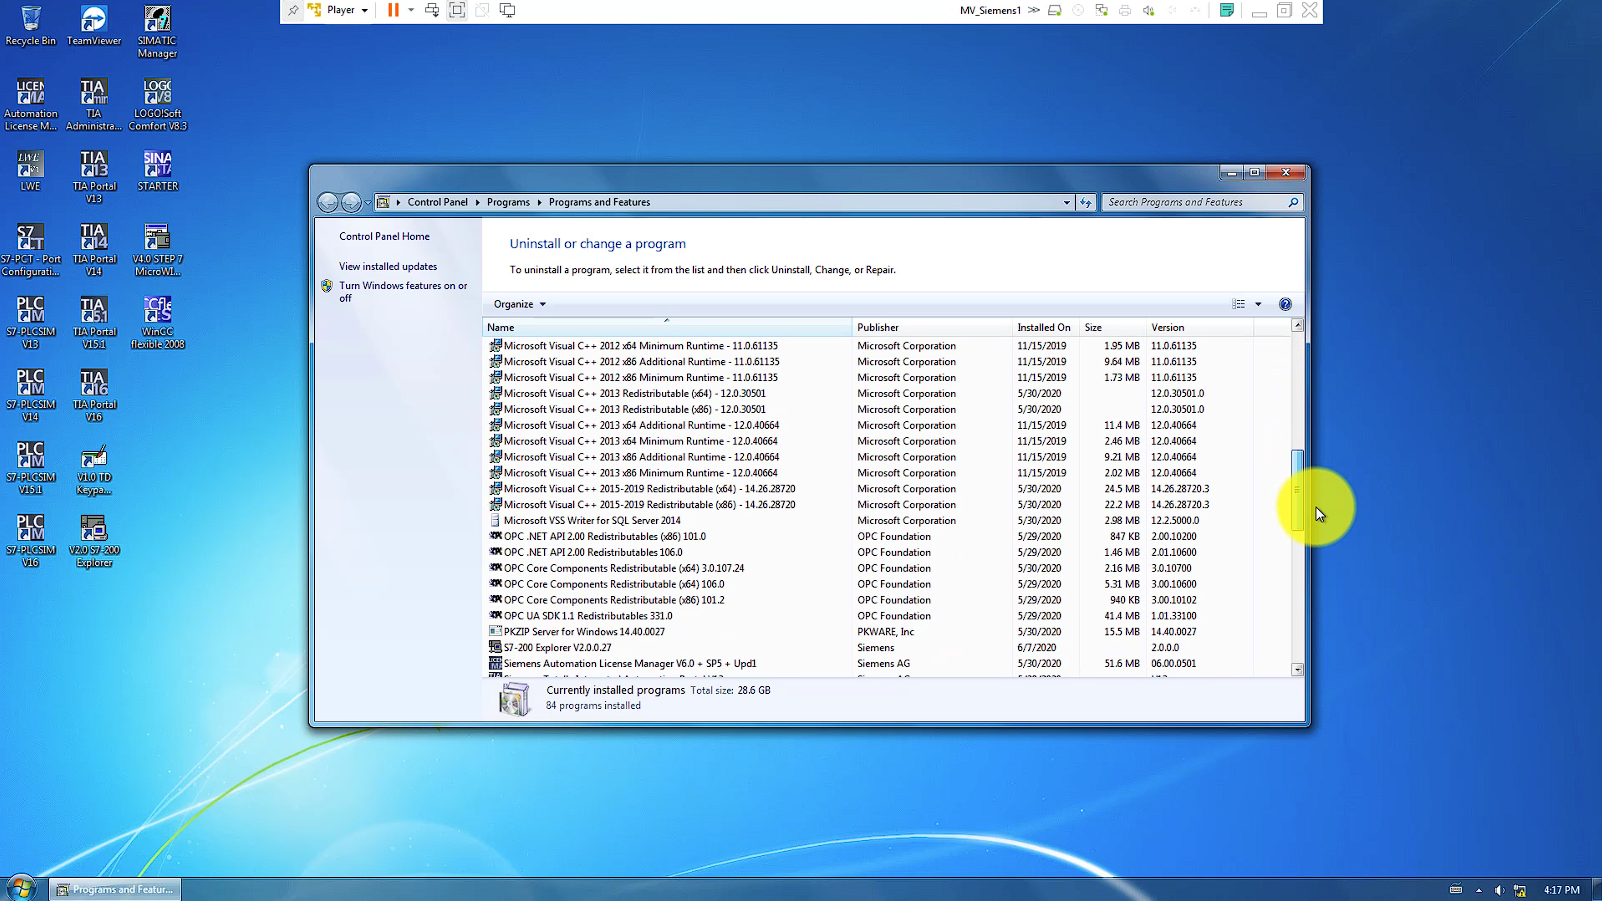 Player
MV_Siemens1
Recycle Bin
TeamViewer
SIMATIC
Manager
Automation
License M...
TIA
Administra...
LOGO!Soft
Comfort V8.3
LWE
TIA Portal
V13
STARTER
S7-PCT - Port
Configurati...
TIA Portal
V14
V4.0 STEP 7
MicroWI...
S7-PLCSIM
V13
TIA Portal
V15.1
WinCC
flexible 2008
S7-PLCSIM
V14
TIA Portal
V16
S7-PLCSIM
V15.1
V1.0 TD
Keypa...
S7-PLCSIM
V16
V2.0 S7-200
Explorer
Control Panel Programs Programs and Features
Search Programs and Features
Control Panel Home
View installed updates
Turn Windows features on or
off
Uninstall or change a program
To uninstall a program, select it from the list and then click Uninstall, Change, or Repair.
Organize
Name Publisher Installed On Size Version
Microsoft Visual C++ 2012 x64 Minimum Runtime - 11.0.61135 Microsoft Corporation 11/15/2019 1.95 MB 11.0.61135
Microsoft Visual C++ 2012 x86 Additional Runtime - 11.0.61135 Microsoft Corporation 11/15/2019 9.64 MB 11.0.61135
Microsoft Visual C++ 2012 x86 Minimum Runtime - 11.0.61135 Microsoft Corporation 11/15/2019 1.73 MB 11.0.61135
Microsoft Visual C++ 2013 Redistributable (x64) - 12.0.30501 Microsoft Corporation 5/30/2020 12.0.30501.0
Microsoft Visual C++ 2013 Redistributable (x86) - 12.0.30501 Microsoft Corporation 5/30/2020 12.0.30501.0
Microsoft Visual C++ 2013 x64 Additional Runtime - 12.0.40664 Microsoft Corporation 11/15/2019 11.4 MB 12.0.40664
Microsoft Visual C++ 2013 x64 Minimum Runtime - 12.0.40664 Microsoft Corporation 11/15/2019 2.46 MB 12.0.40664
Microsoft Visual C++ 2013 x86 Additional Runtime - 12.0.40664 Microsoft Corporation 11/15/2019 9.21 MB 12.0.40664
Microsoft Visual C++ 2013 x86 Minimum Runtime - 12.0.40664 Microsoft Corporation 11/15/2019 2.02 MB 12.0.40664
Microsoft Visual C++ 2015-2019 Redistributable (x64) - 14.26.28720 Microsoft Corporation 5/30/2020 24.5 MB 14.26.28720.3
Microsoft Visual C++ 2015-2019 Redistributable (x86) - 14.26.28720 Microsoft Corporation 5/30/2020 22.2 MB 14.26.28720.3
Microsoft VSS Writer for SQL Server 2014 Microsoft Corporation 5/30/2020 2.98 MB 12.2.5000.0
OPC .NET API 2.00 Redistributables (x86) 101.0 OPC Foundation 5/29/2020 847 KB 2.00.10200
OPC .NET API 2.00 Redistributables 106.0 OPC Foundation 5/29/2020 1.46 MB 2.01.10600
OPC Core Components Redistributable (x64) 3.0.107.24 OPC Foundation 5/30/2020 2.16 MB 3.0.10700
OPC Core Components Redistributable (x64) 106.0 OPC Foundation 5/29/2020 5.31 MB 3.00.10600
OPC Core Components Redistributable (x86) 101.2 OPC Foundation 5/29/2020 940 KB 3.00.10102
OPC UA SDK 1.1 Redistributables 331.0 OPC Foundation 5/29/2020 41.4 MB 1.01.33100
PKZIP Server for Windows 14.40.0027 PKWARE, Inc 5/30/2020 15.5 MB 14.40.0027
S7-200 Explorer V2.0.0.27 Siemens 6/7/2020 2.0.0.0
Siemens Automation License Manager V6.0 + SP5 + Upd1 Siemens AG 5/30/2020 51.6 MB 06.00.0501
Currently installed programs Total size: 28.6 GB
84 programs installed
Programs and Featur...
4:17 PM